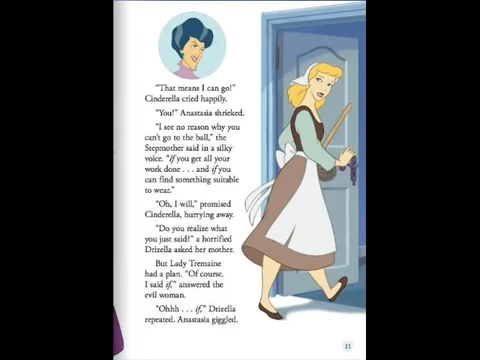 "That means I can go!"
Cinderella cried happily.
"You!" Anastasia shrieked.
"I see no reason why you
can't go to the ball," the
Stepmother said in a silky
voice. "If you get all your
work done . . . and if you
can find something suitable
to wear."
"Oh, I will," promised
Cinderella, hurrying away.
"Do you realize what
you just said?" a horrified
Drizella asked her mother.
But Lady Tremaine
had a plan. "Of course.
I said if," answered the
evil woman.
"Ohhh . . . if," Drizella
repeated. Anastasia giggled.
11